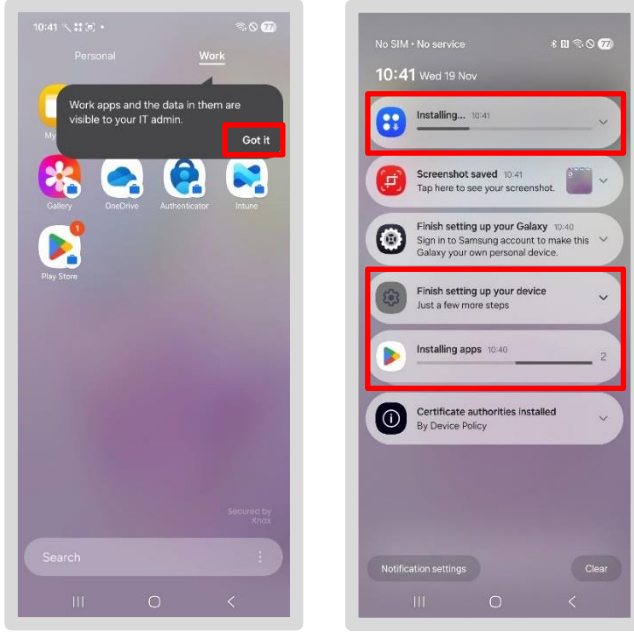 10:41
77
Personal
Work
Work apps and the data in them are
visible to your IT admin.
Got it
My
Gallery
OneDrive
Authenticator
Intune
1
Play Store
Secured by
Knox
Search
No SIM • No service
77
10:41 Wed 19 Nov
Installing... 10:41
Screenshot saved 10:41
Tap here to see your screenshot.
Finish setting up your Galaxy 10:40
Sign in to Samsung account to make this
Galaxy your own personal device.
Finish setting up your device
Just a few more steps
Installing apps 10:40
2
Certificate authorities installed
By Device Policy
Notification settings
Clear